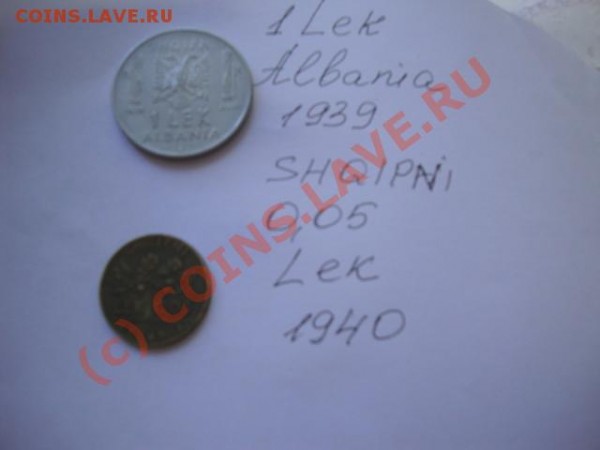 COINS.LAVE.RU
1 Lek
Albania
1939
SHQIPNI
0,05
Lek
1940
1 LEK
ALBANIA
(c) COINS.LAVE.RU